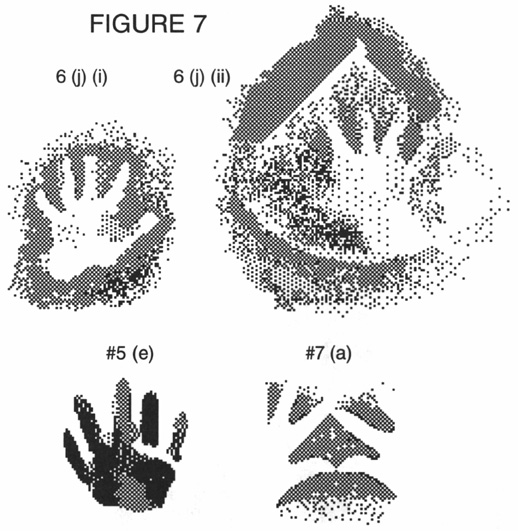 FIGURE 7
6 (j) (i)
6 (j) (ii)
#5 (e)
#7 (a)